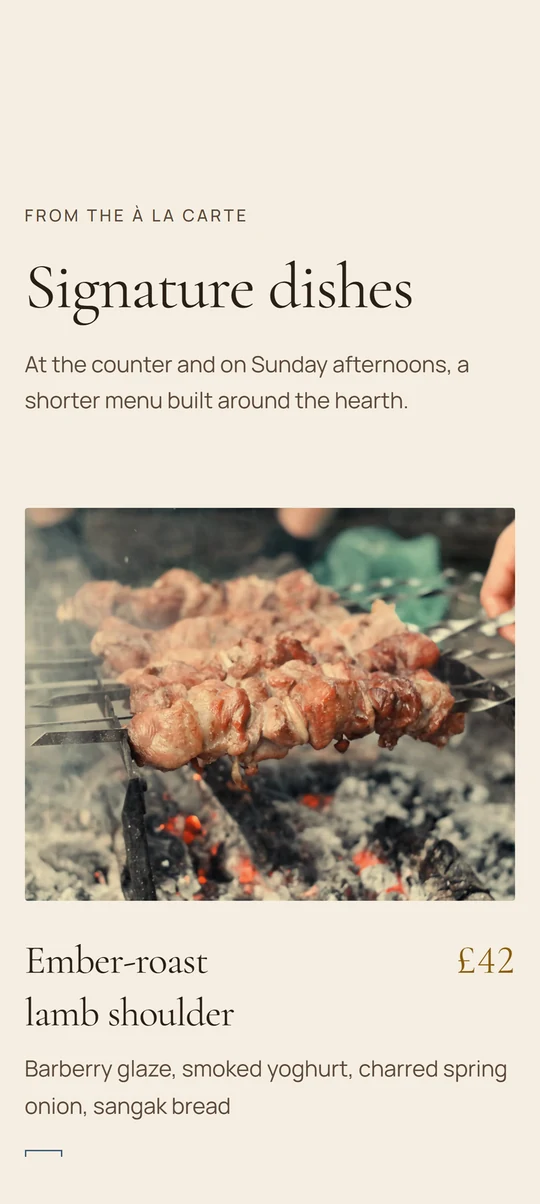 FROM THE À LA CARTE
Signature dishes
At the counter and on Sunday afternoons, a
shorter menu built around the hearth.
Ember-roast
£42
lamb shoulder
Barberry glaze, smoked yoghurt, charred spring
onion, sangak bread